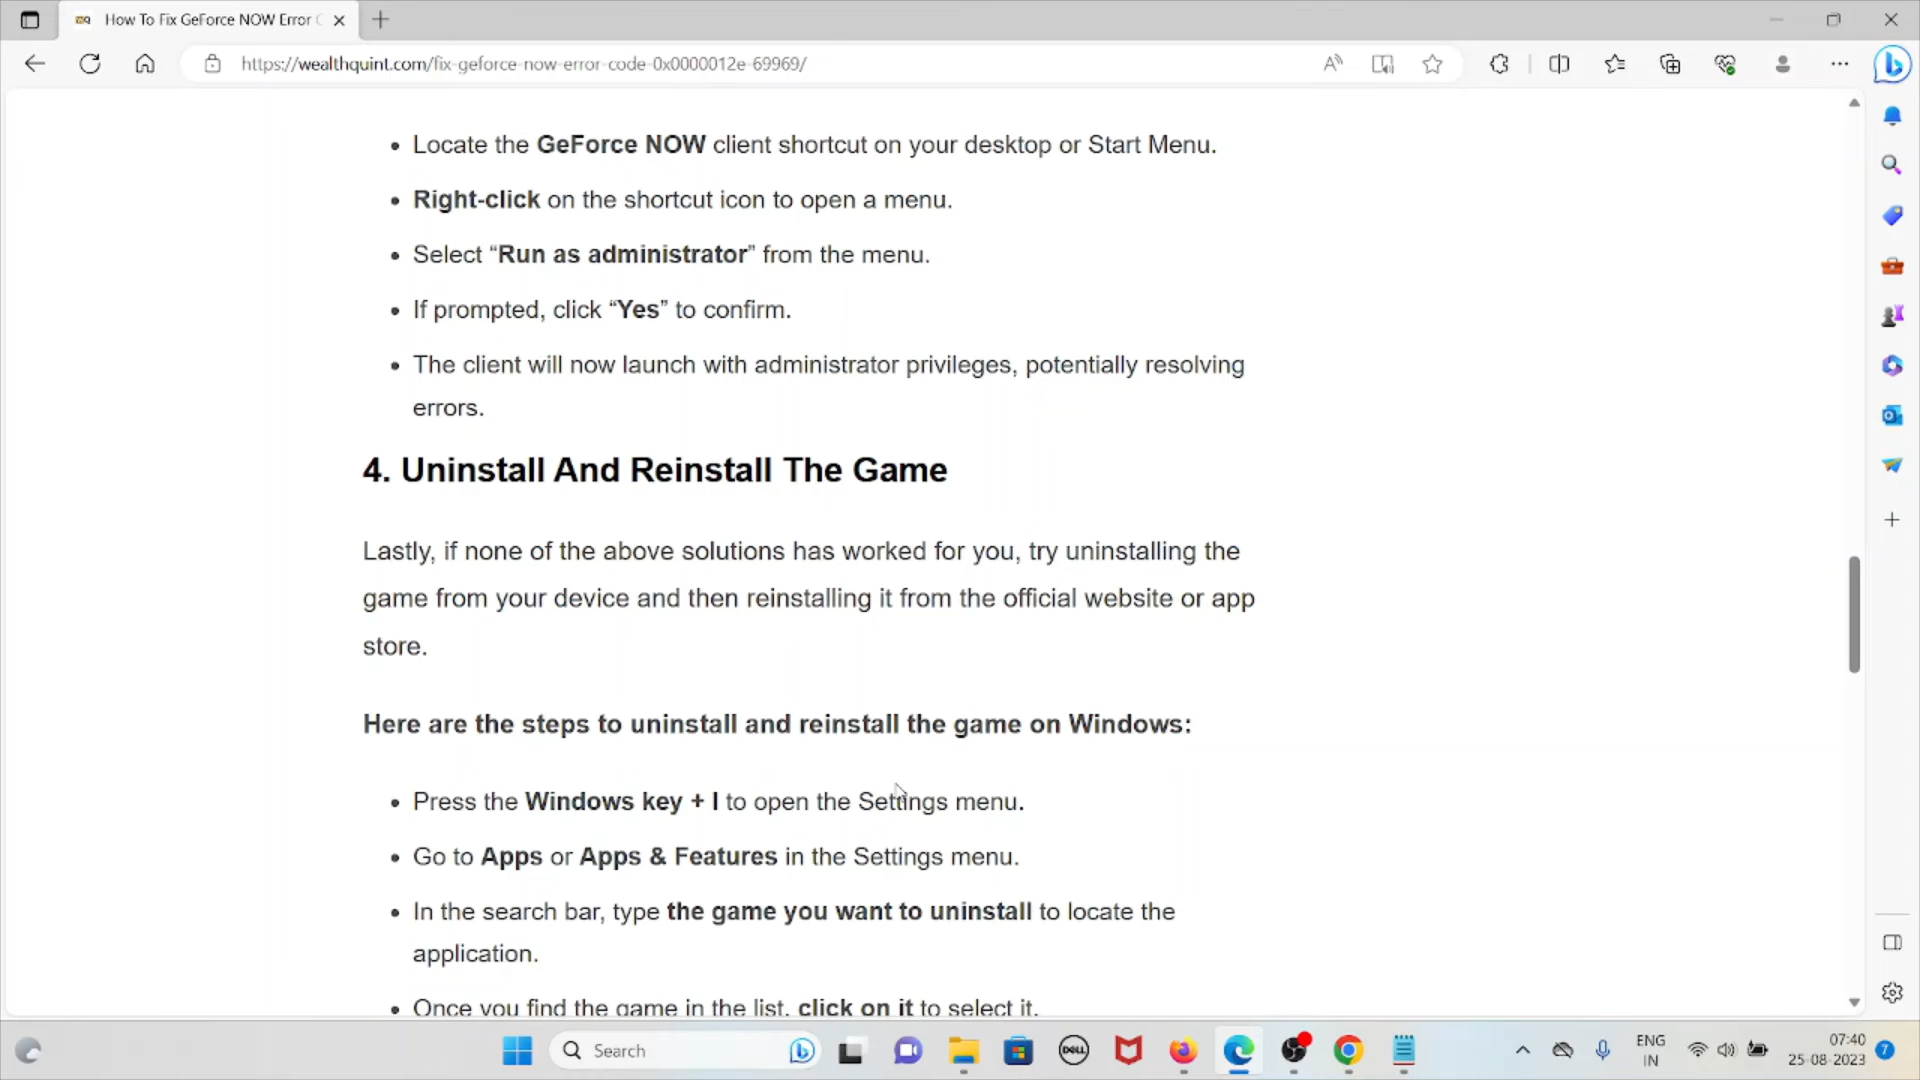 How To Fix GeForce NOW Error C
https://wealthquint.com/fix-geforce-now-error-code-0x0000012e-69969/
• Locate the GeForce NOW client shortcut on your desktop or Start Menu.
• Right-click on the shortcut icon to open a menu.
• Select “Run as administrator” from the menu.
• If prompted, click “Yes” to confirm.
• The client will now launch with administrator privileges, potentially resolving
errors.
4. Uninstall And Reinstall The Game
Lastly, if none of the above solutions has worked for you, try uninstalling the
game from your device and then reinstalling it from the official website or app
store.
Here are the steps to uninstall and reinstall the game on Windows:
• Press the Windows key + I to open the Settings menu.
• Go to Apps or Apps & Features in the Settings menu.
• In the search bar, type the game you want to uninstall to locate the
application.
• Once you find the game in the list, click on it to select it.
Search
DELL
ENG
IN
07:40
25-08-2023
7